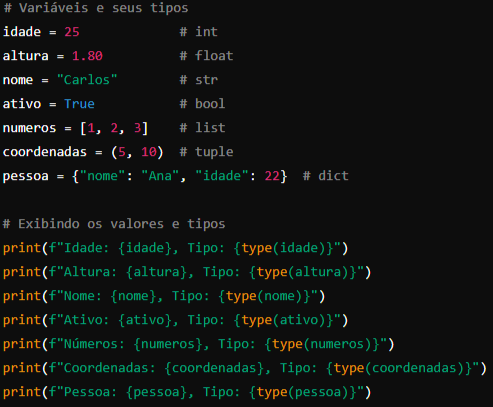 # Variáveis e seus tipos
idade = 25 # int
altura = 1.80 # float
nome = "Carlos" # str
ativo = True # bool
numeros = [1, 2, 3] # list
coordenadas = (5, 10) # tuple
pessoa = {"nome": "Ana", "idade": 22} # dict
# Exibindo os valores e tipos
print(f"Idade: {idade}, Tipo: {type(idade)}")
print(f"Altura: {altura}, Tipo: {type(altura)}")
print(f"Nome: {nome}, Tipo: {type(nome)}")
print(f"Ativo: {ativo}, Tipo: {type(ativo)}")
print(f"Números: {numeros}, Tipo: {type(numeros)}")
print(f"Coordenadas: {coordenadas}, Tipo: {type(coordenadas)}")
print(f"Pessoa: {pessoa}, Tipo: {type(pessoa)}")